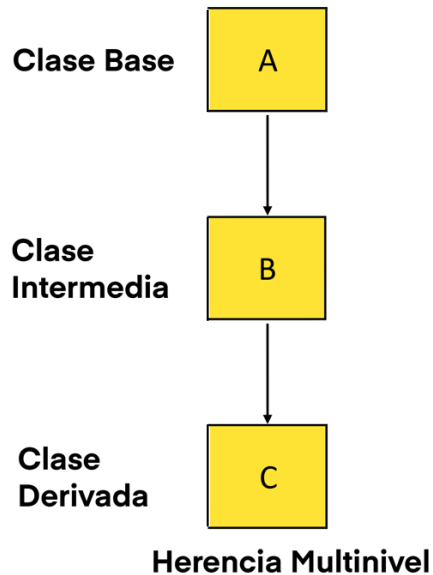 Clase Base
A
Clase
Intermedia
B
Clase
Derivada
C
Herencia Multinivel